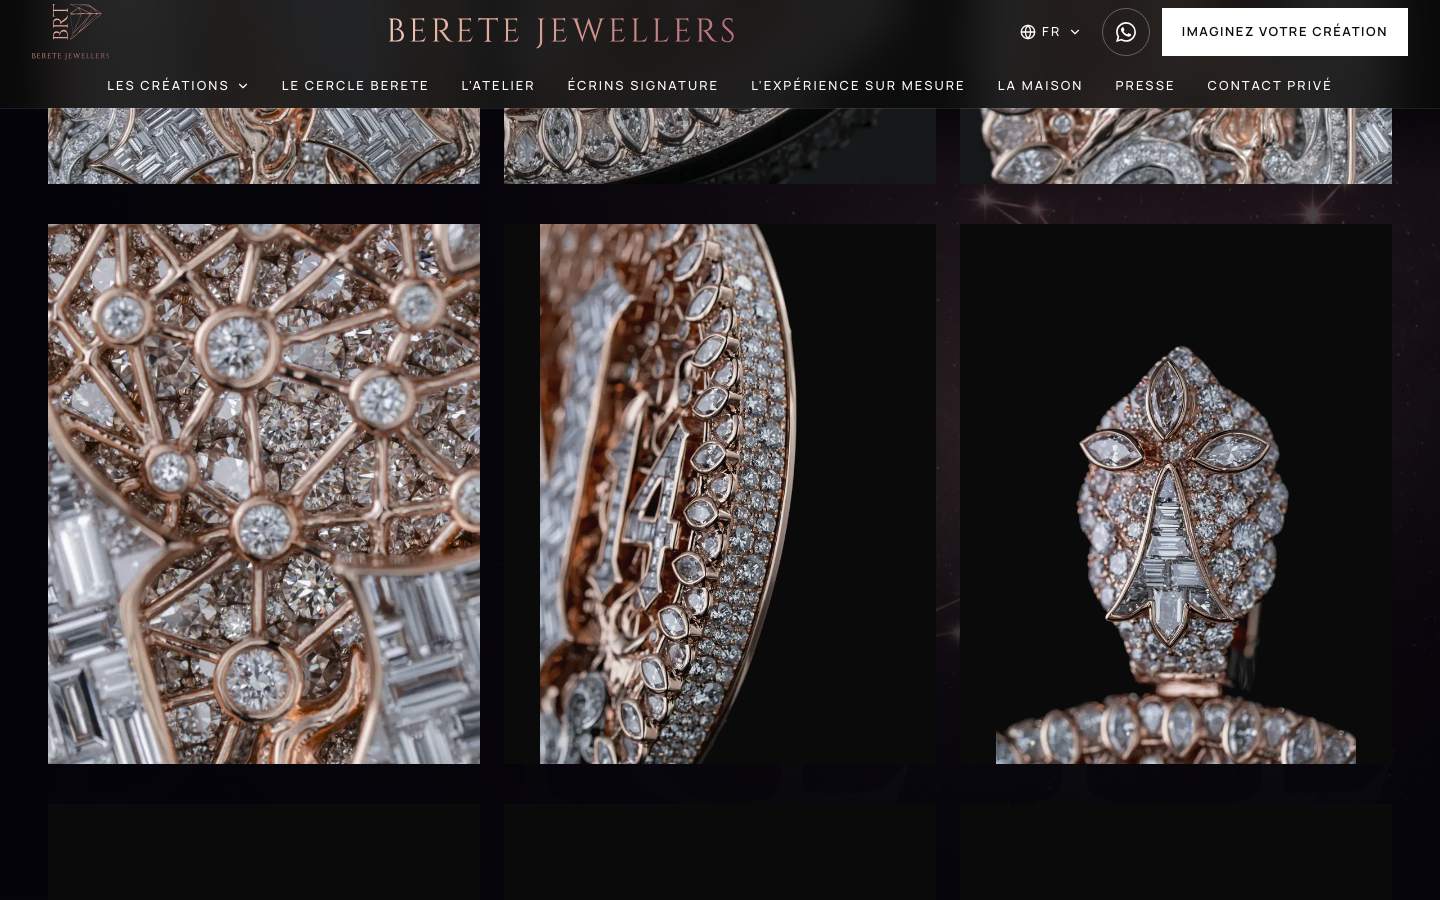 BRT
BERETE JEWELLERS
BERETE JEWELLERS
FR
IMAGINEZ VOTRE CRÉATION
LES CRÉATIONS
LE CERCLE BERETE
L'ATELIER
ÉCRINS SIGNATURE
L'EXPÉRIENCE SUR MESURE
LA MAISON
PRESSE
CONTACT PRIVÉ